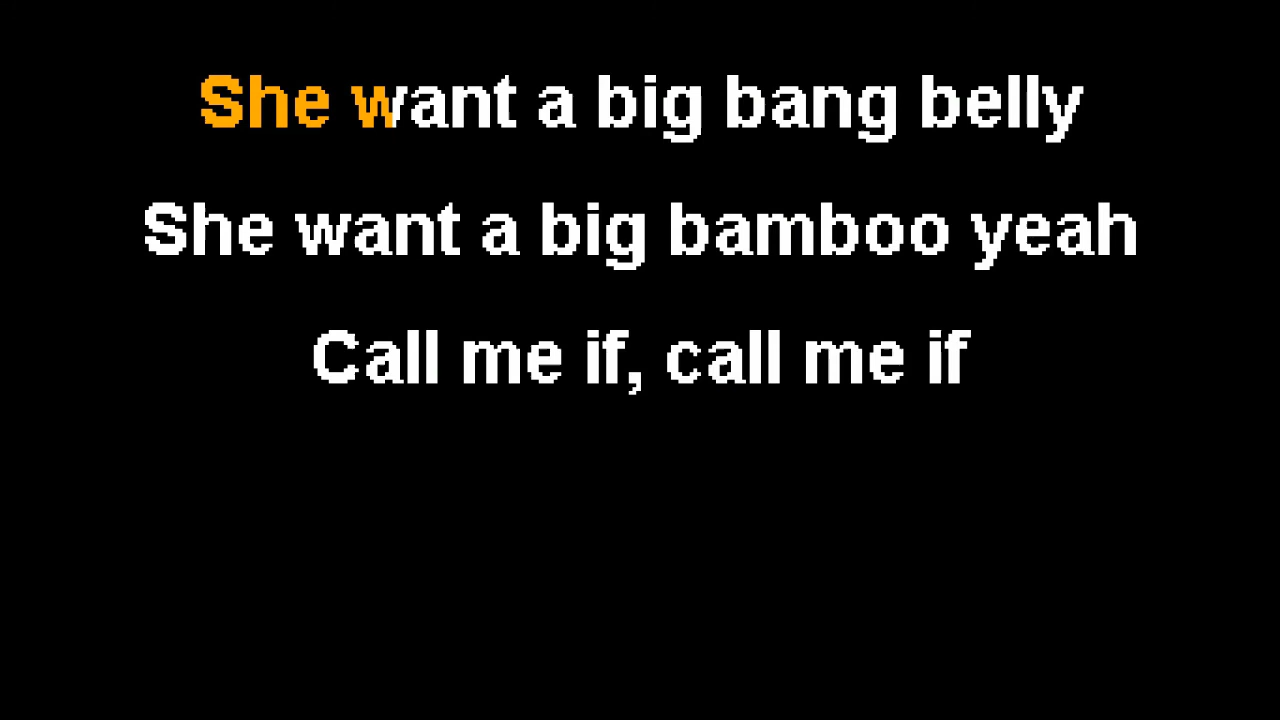 She want a big bang belly
She want a big bamboo yeah
Call me if, call me if